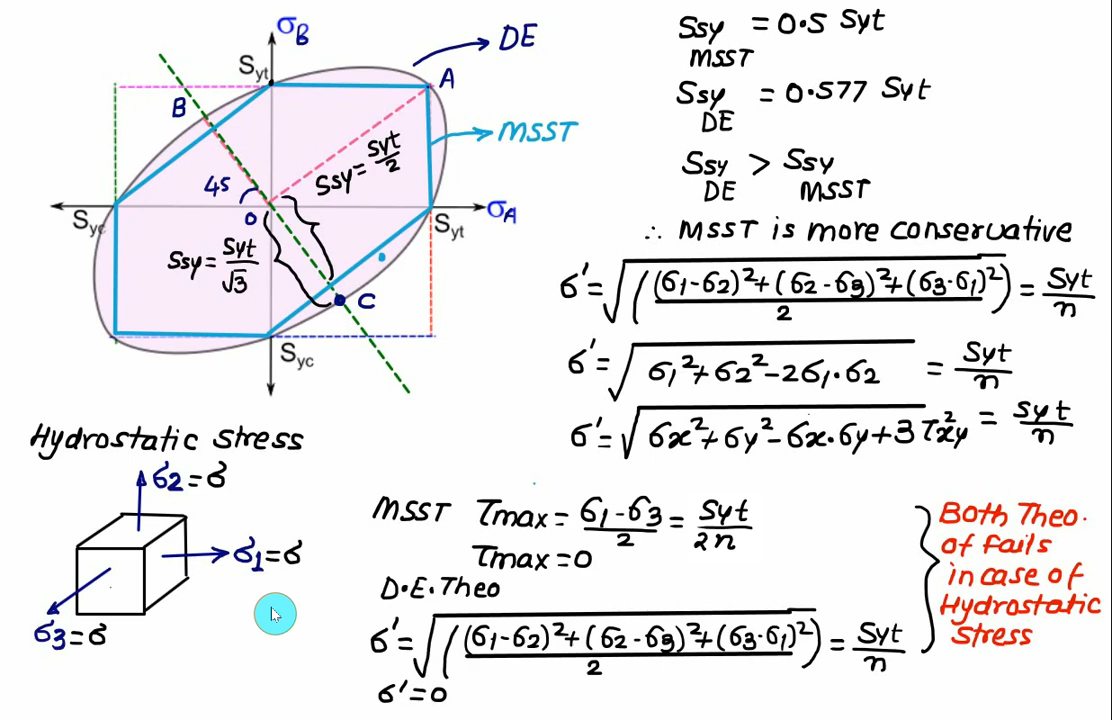 σB
DE
Syt
A
B
MSST
Ssy = Syt/2
45
O
σA
Syc
Syt
Ssy = Syt/√3
C
Syc
Ssy = 0.5 Syt
MSST
Ssy = 0.577 Syt
DE
Ssy > Ssy
DE MSST
∴ MSST is more conservative
σ' = √(((σ1-σ2)²+(σ2-σ3)²+(σ3-σ1)²)/2) = Syt/n
σ' = √(σ1²+σ2²-2σ1.σ2) = Syt/n
σ' = √(σx²+σy²-σx.σy+3τ²xy) = Syt/n
Hydrostatic stress
σ2=σ
σ1=σ
σ3=σ
MSST τmax = (σ1-σ3)/2 = Syt/2n
τmax = 0
D.E. Theo
σ' = √(((σ1-σ2)²+(σ2-σ3)²+(σ3-σ1)²)/2) = Syt/n
σ' = 0
Both Theo.
of fails
in case of
Hydrostatic
stress